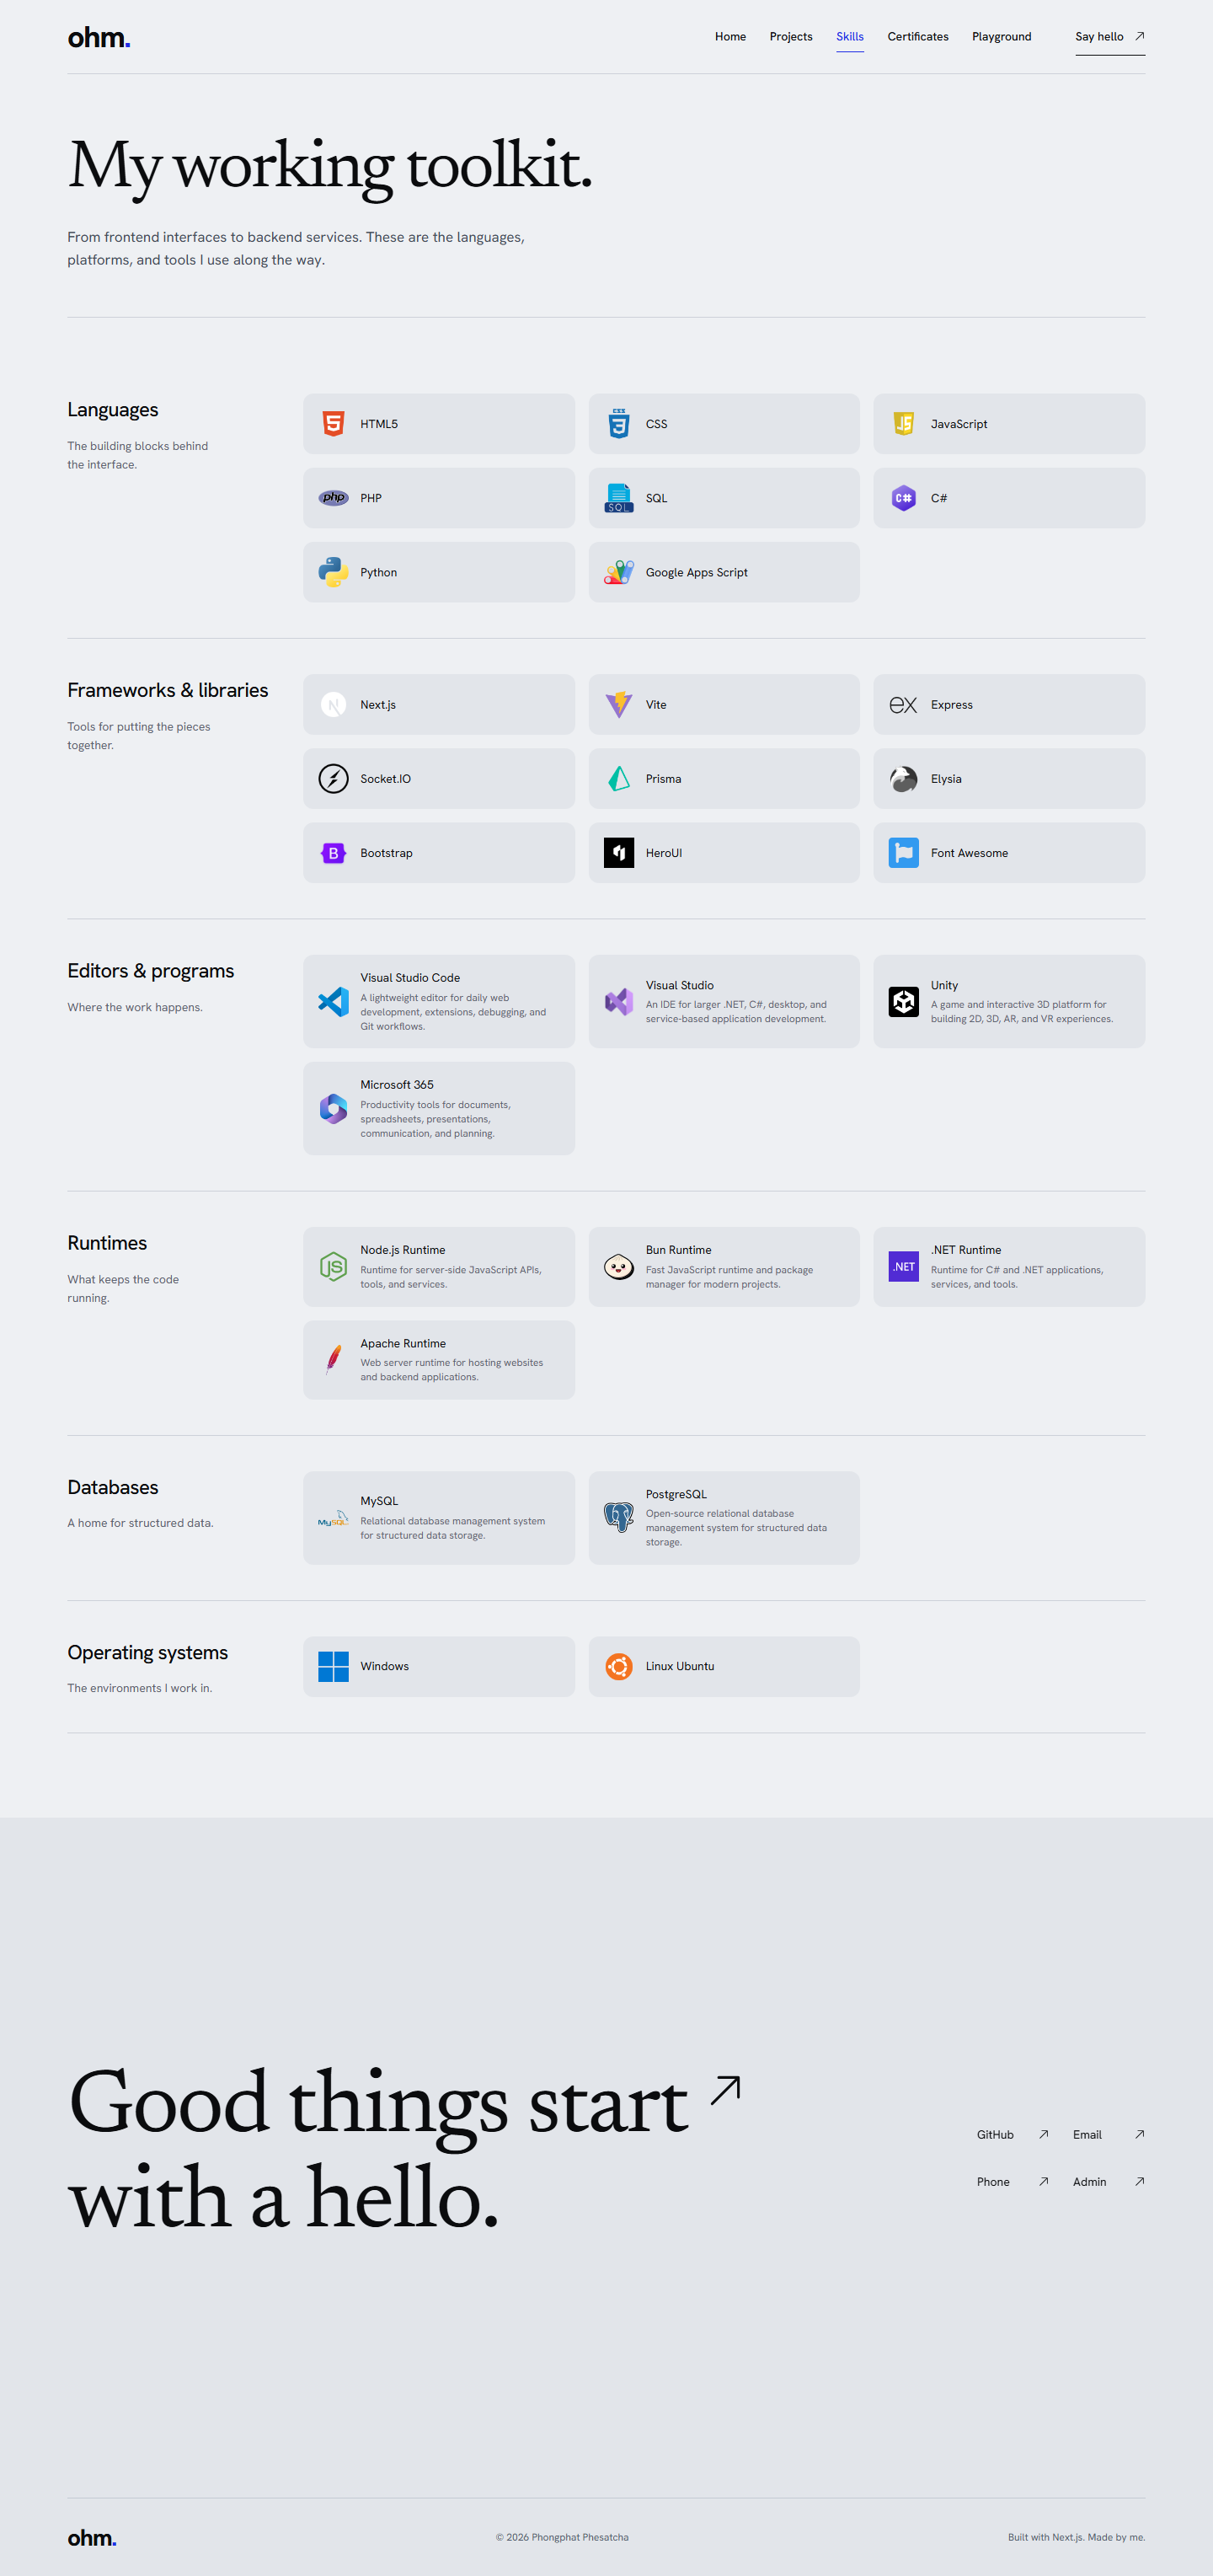 ohm.
Home Projects Skills Certificates Playground Say hello
My working toolkit.
From frontend interfaces to backend services. These are the languages,
platforms, and tools I use along the way.
Languages
The building blocks behind
the interface.
HTML5
CSS
JavaScript
php PHP
SQL SQL
C# C#
Python
Google Apps Script
Frameworks & libraries
Tools for putting the pieces
together.
N Next.js
Vite
ex Express
Socket.IO
Prisma
Elysia
B Bootstrap
HeroUI
Font Awesome
Editors & programs
Where the work happens.
Visual Studio Code
A lightweight editor for daily web
development, extensions, debugging, and
Git workflows.
Visual Studio
An IDE for larger .NET, C#, desktop, and
service-based application development.
Unity
A game and interactive 3D platform for
building 2D, 3D, AR, and VR experiences.
Microsoft 365
Productivity tools for documents,
spreadsheets, presentations,
communication, and planning.
Runtimes
What keeps the code
running.
JS
Node.js Runtime
Runtime for server-side JavaScript APIs,
tools, and services.
Bun Runtime
Fast JavaScript runtime and package
manager for modern projects.
.NET
.NET Runtime
Runtime for C# and .NET applications,
services, and tools.
Apache Runtime
Web server runtime for hosting websites
and backend applications.
Databases
A home for structured data.
MySQL
MySQL
Relational database management system
for structured data storage.
PostgreSQL
Open-source relational database
management system for structured data
storage.
Operating systems
The environments I work in.
Windows
Linux Ubuntu
Good things start
with a hello.
GitHub Email
Phone Admin
ohm.
© 2026 Phongphat Phesatcha
Built with Next.js. Made by me.